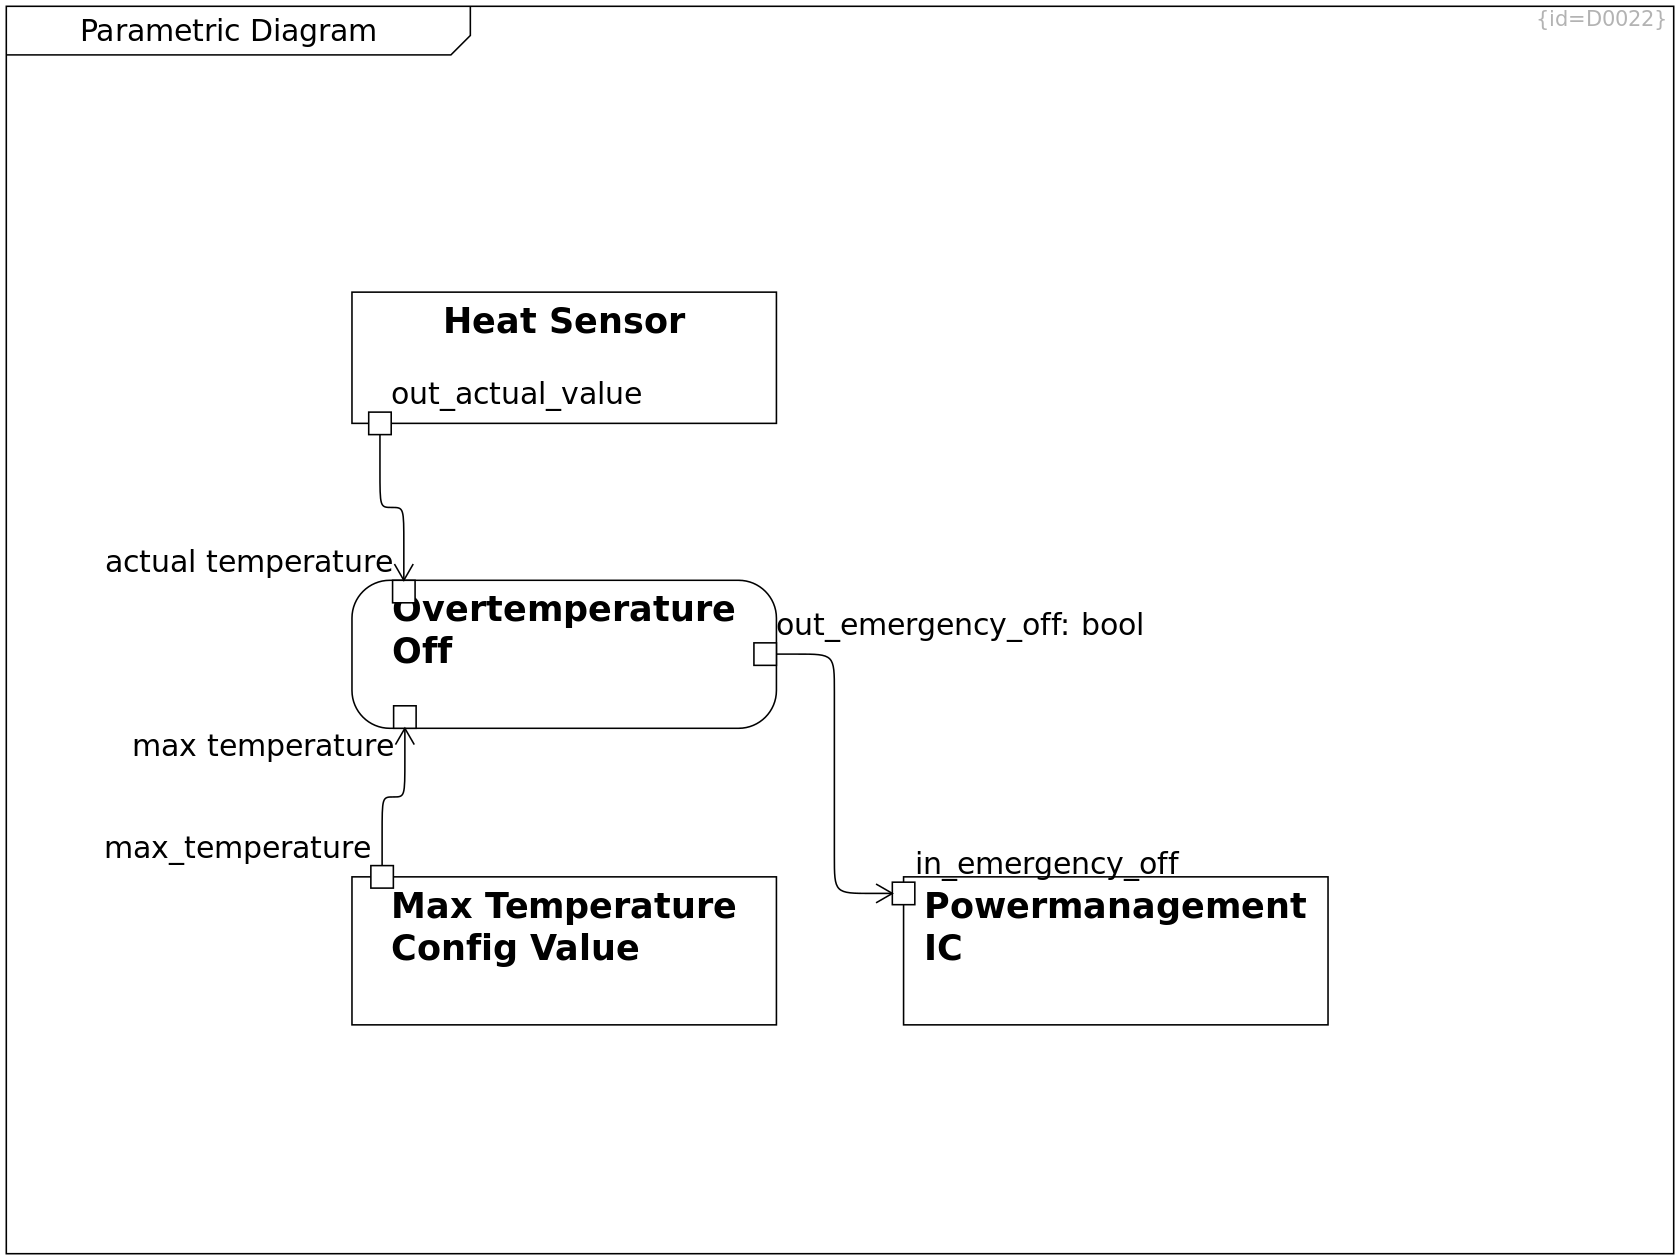 Parametric Diagram
{id=D0022}
Heat Sensor
out_actual_value
actual temperature
Overtemperature
Off
out_emergency_off: bool
max temperature
max_temperature
Max Temperature
Config Value
in_emergency_off
Powermanagement
IC